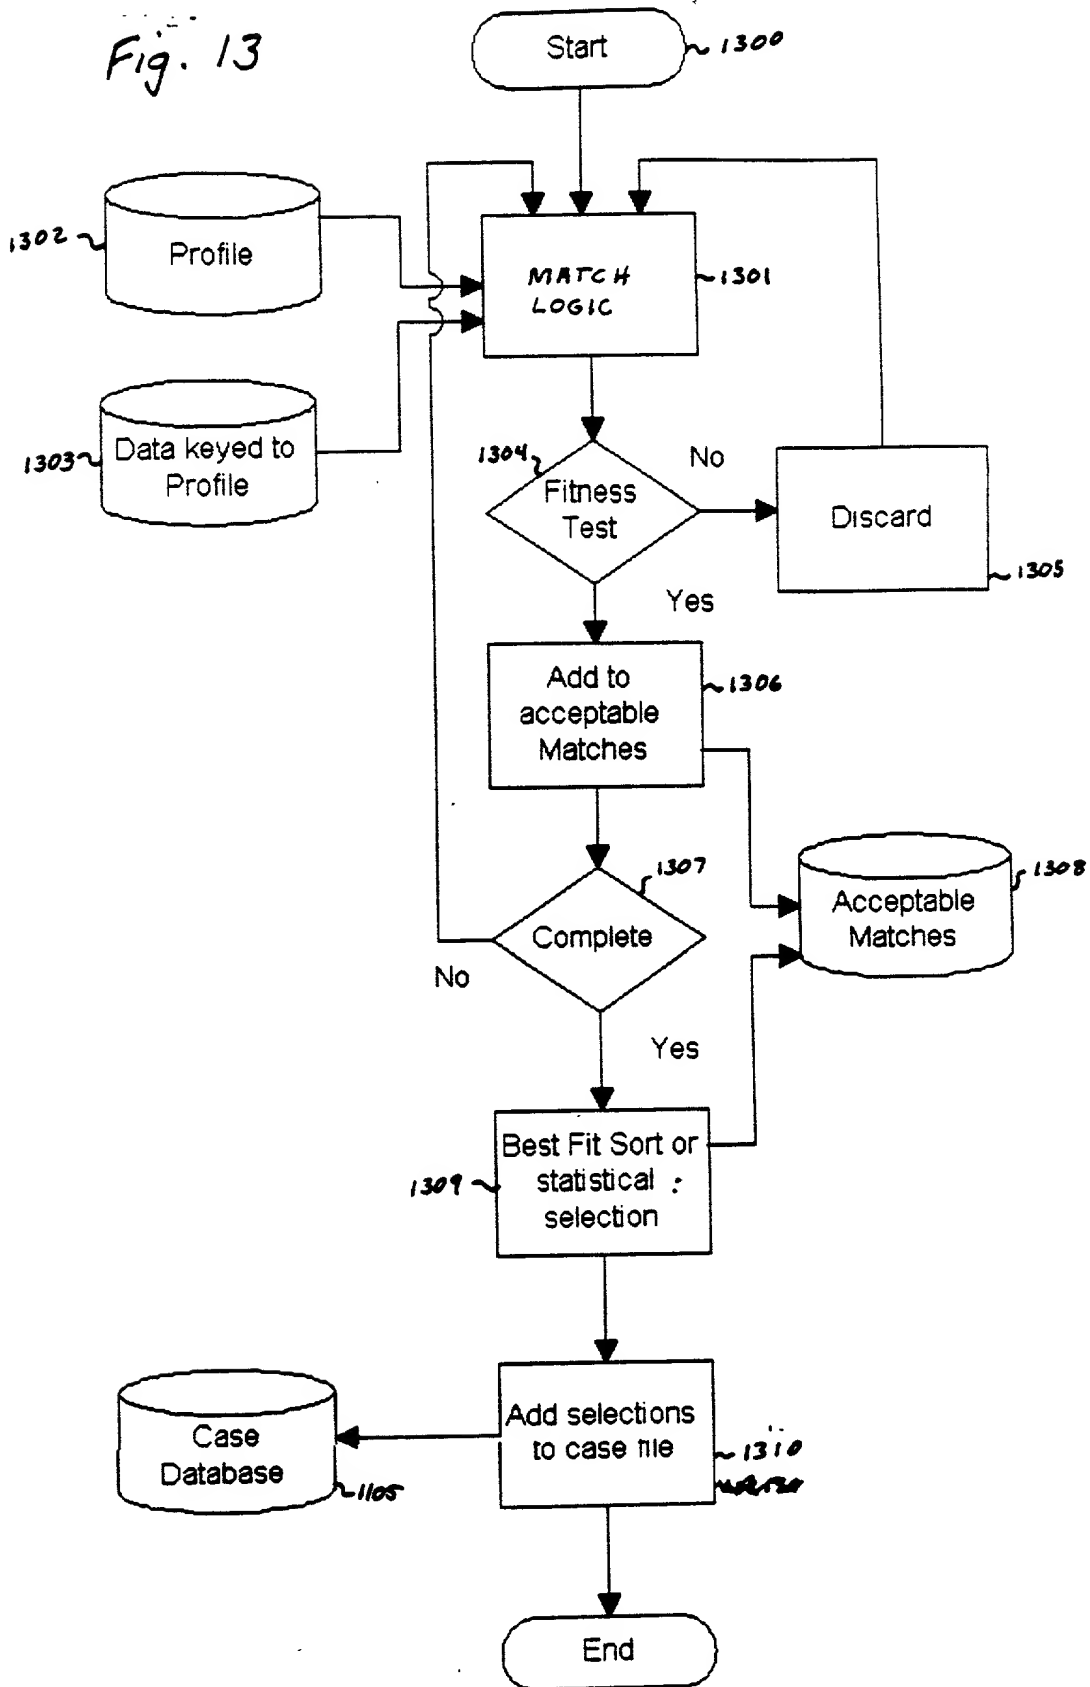 Fig. 13
Start
1300
1302
Profile
MATCH
LOGIC
1301
1303
Data keyed to
Profile
1304
Fitness
Test
No
Discard
1305
Yes
Add to
acceptable
Matches
1306
1307
Complete
No
Acceptable
Matches
1308
Yes
1309
Best Fit Sort or
statistical :
selection
Case
Database
1105
Add selections
to case file
1310
End